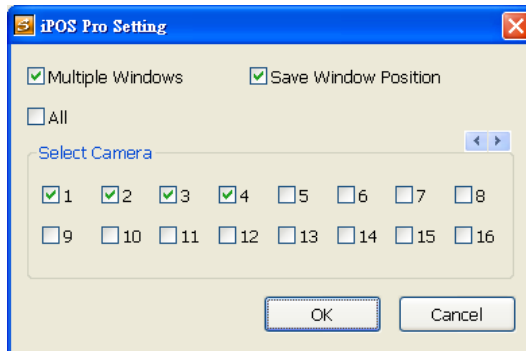 iPOS Pro Setting
Multiple Windows Save Window Position
All
Select Camera
1 2 3 4 5 6 7 8
9 10 11 12 13 14 15 16
OK Cancel